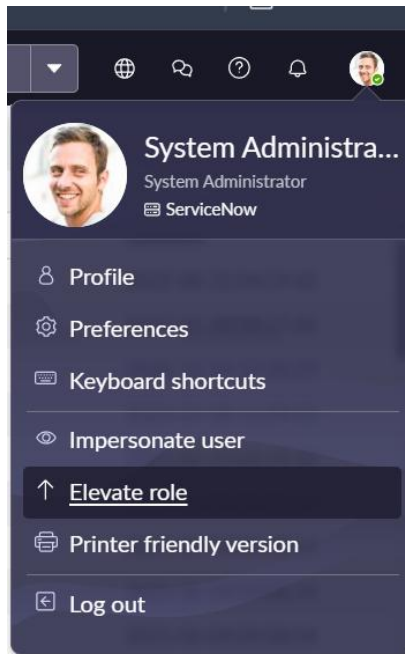 System Administra...
System Administrator
ServiceNow
Profile
Preferences
Keyboard shortcuts
Impersonate user
Elevate role
Printer friendly version
Log out